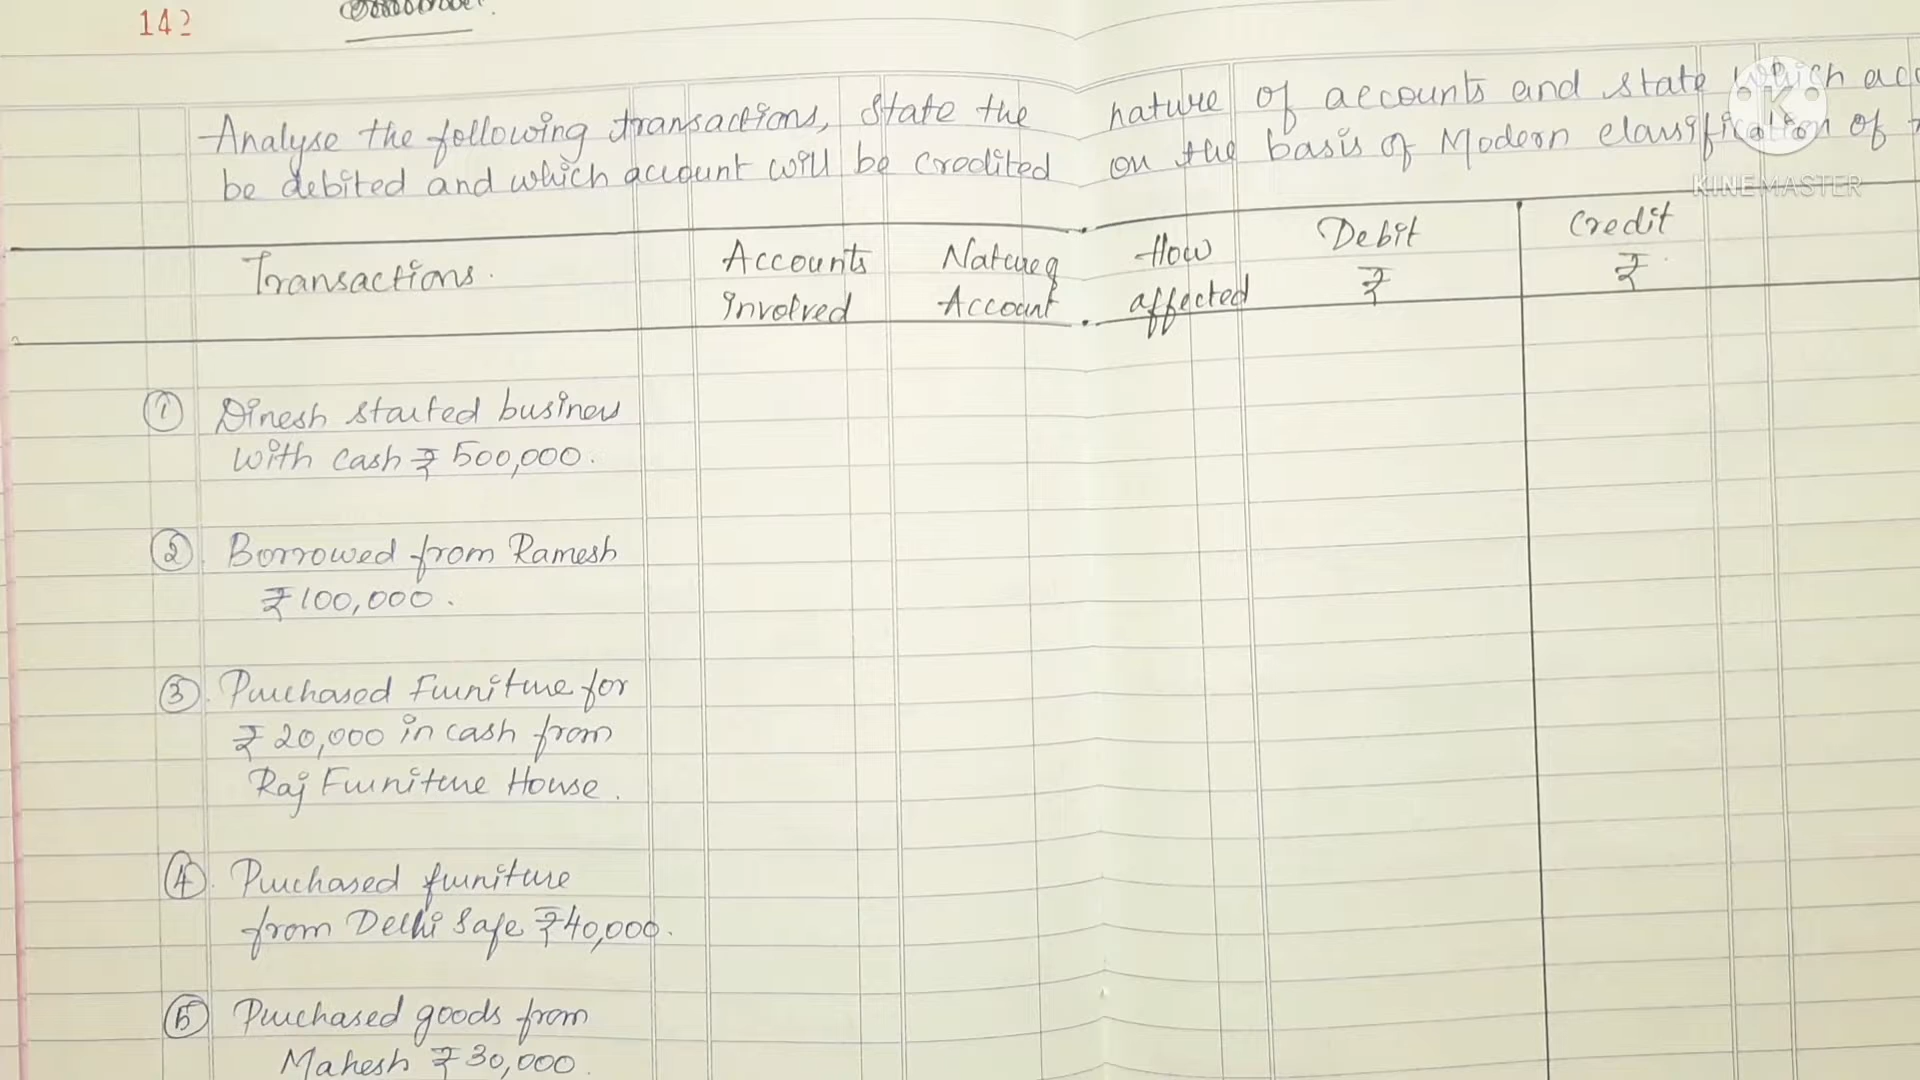 142
Analyse the following transactions, State the nature of accounts and state which
be debited and which account will be credited on the basis of Modern classification of
KINEMASTER
Transactions. Accounts involved Nature of Account How affected Debit ₹ Credit ₹
① Dinesh started business
with cash ₹ 500,000.
② Borrowed from Ramesh
₹ 100,000.
③ Purchased Furniture for
₹ 20,000 in cash from
Raj Furniture House.
④ Purchased furniture
from Delhi Safe ₹40,000.
⑤ Purchased goods from
Mahesh ₹30,000.